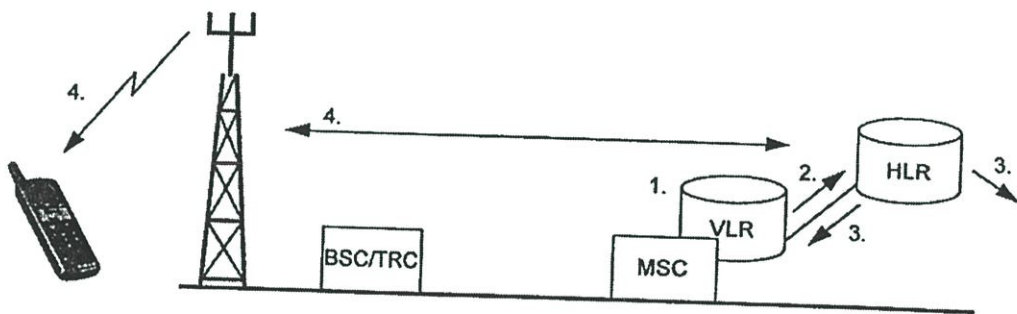 4.
4.
HLR
3.
1.
2.
VLR
3.
BSC/TRC
MSC